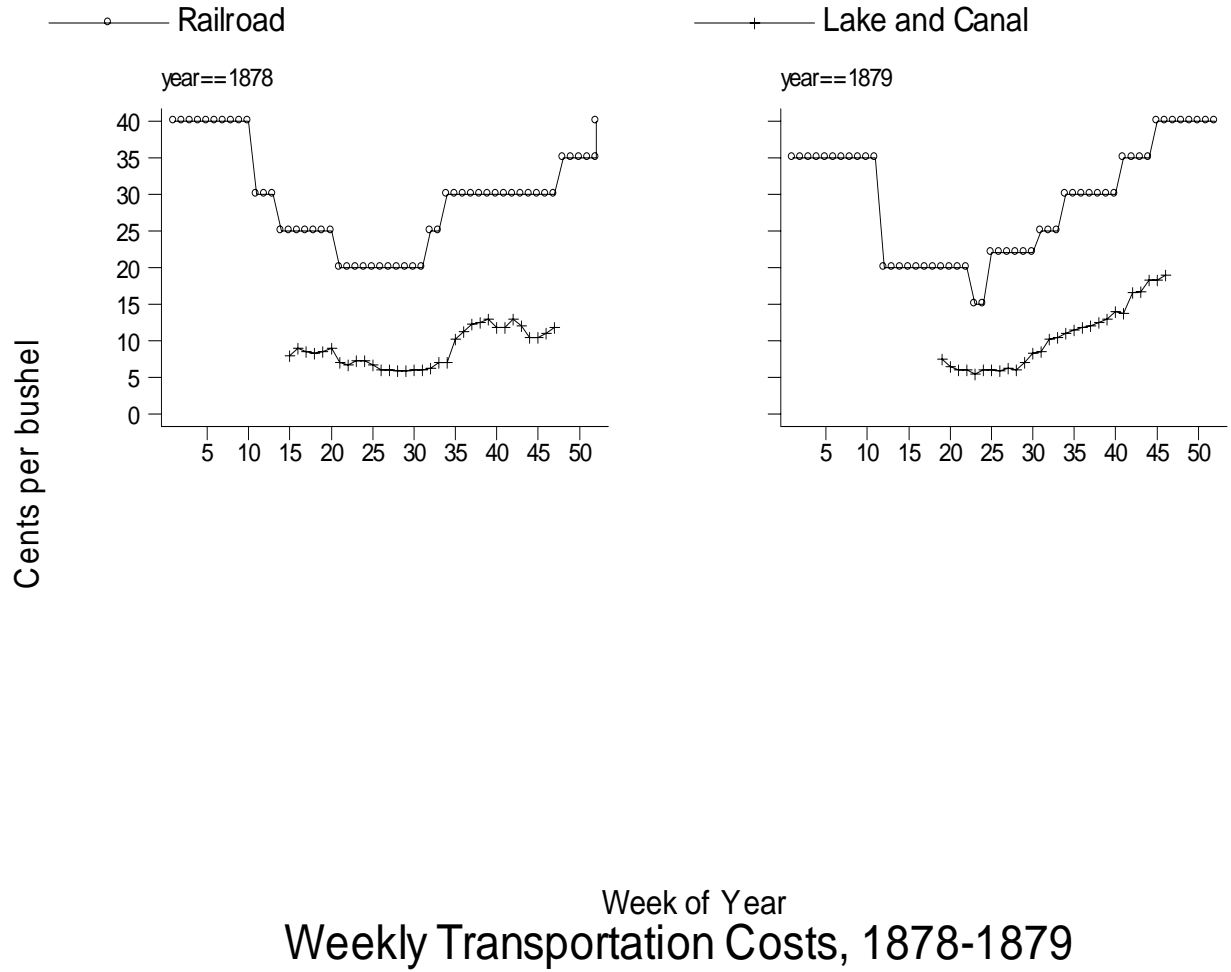 Railroad
Lake and Canal
year==1878
year==1879
40
35
30
25
20
15
10
5
0
5 10 15 20 25 30 35 40 45 50
5 10 15 20 25 30 35 40 45 50
Cents per bushel
Week of Year
Weekly Transportation Costs, 1878-1879